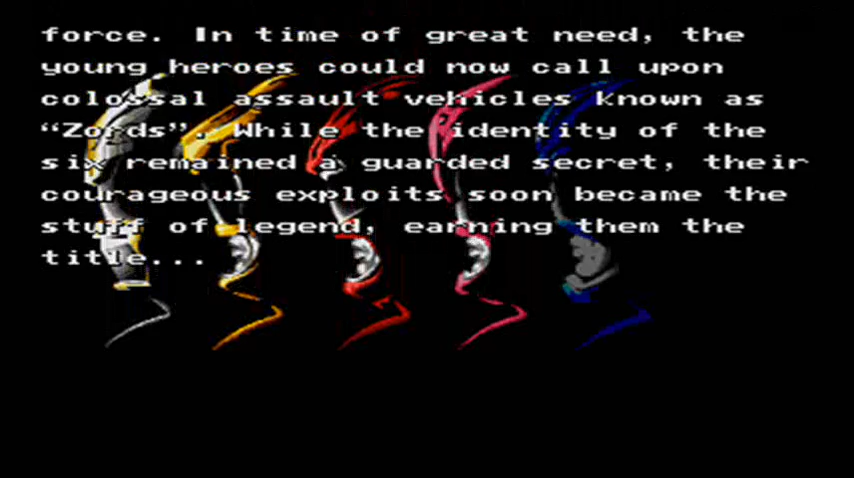 force. In time of great need, the
young heroes could now call upon
colossal assault vehicles known as
“Zords”. While the identity of the
six remained a guarded secret, their
courageous exploits soon became the
stuff of legend, earning them the
title...